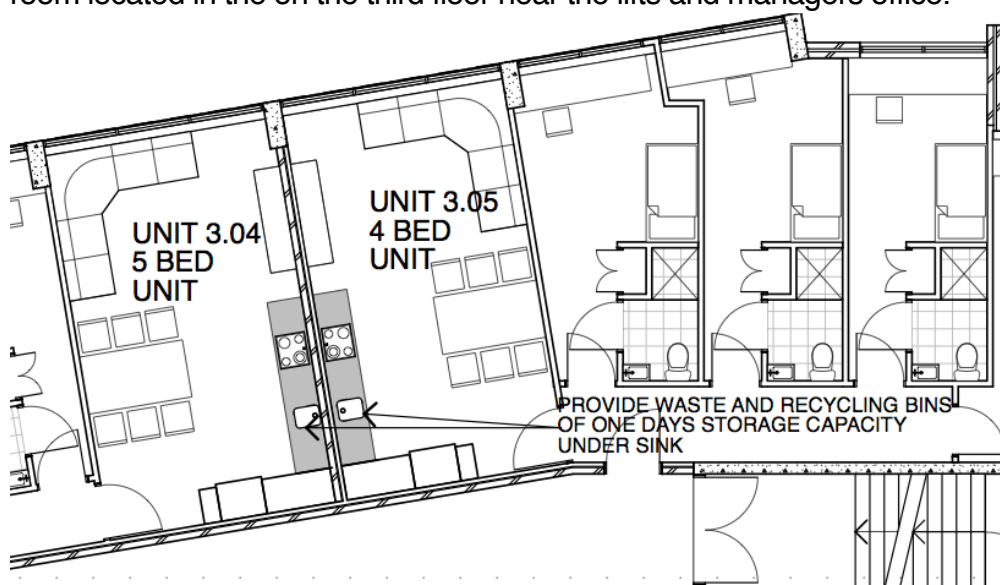 room located in the on the third floor near the lifts and managers office.
UNIT 3.04
5 BED
UNIT
UNIT 3.05
4 BED
UNIT
PROVIDE WASTE AND RECYCLING BINS
OF ONE DAYS STORAGE CAPACITY
UNDER SINK